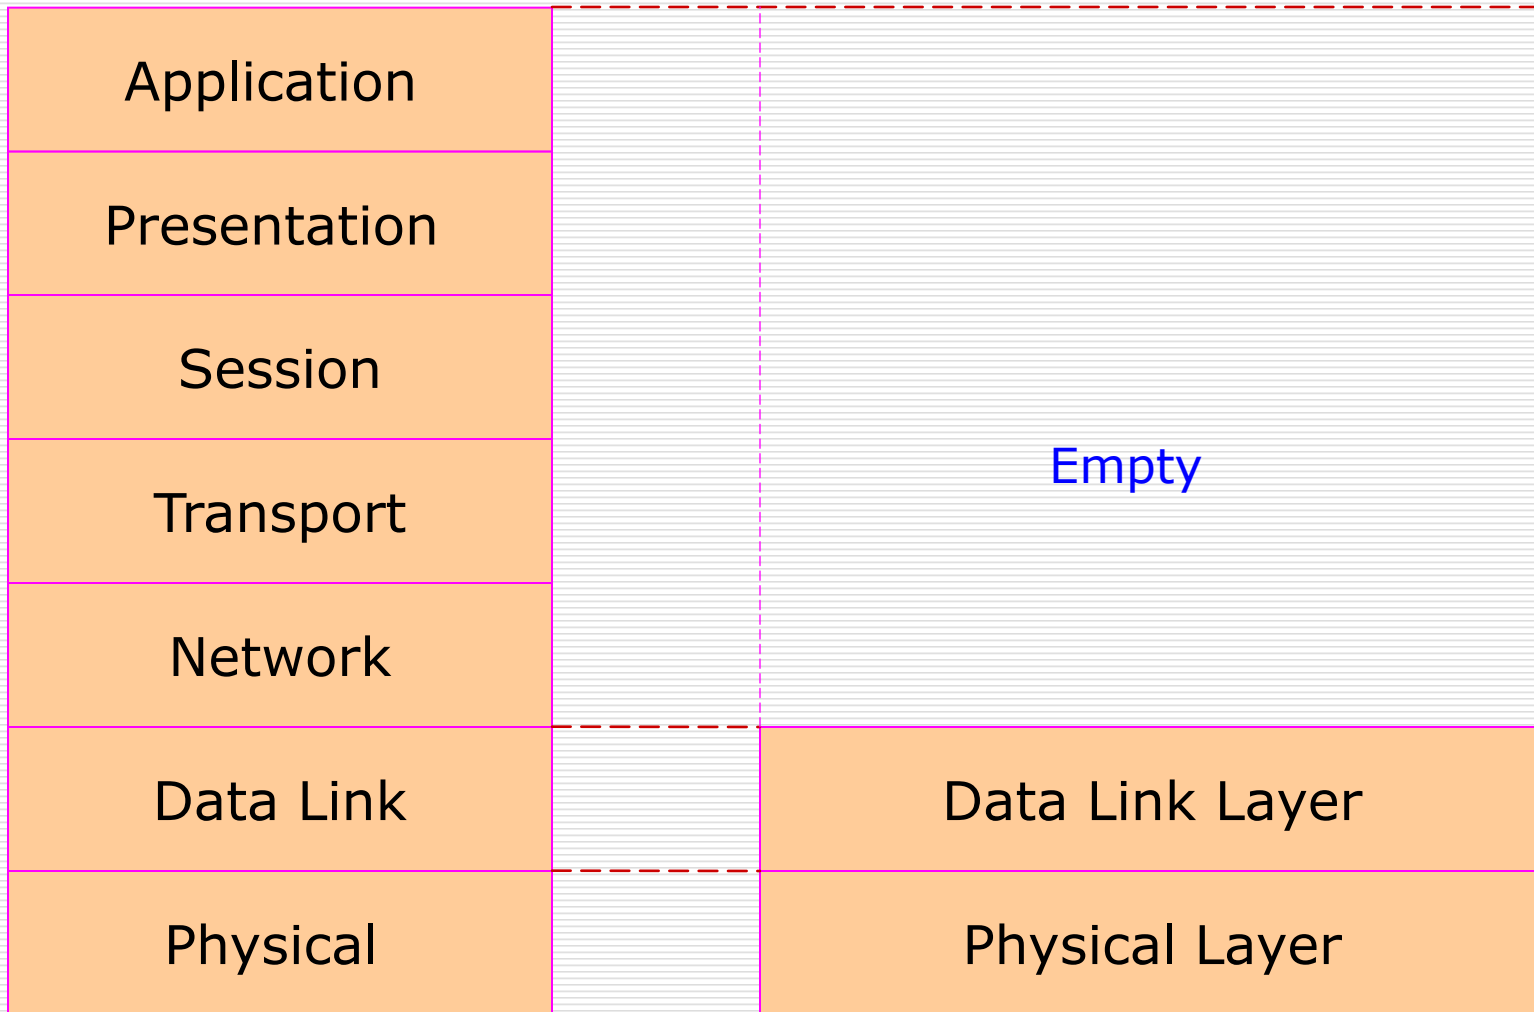 Application
Presentation
Session
Transport
Empty
Network
Data Link
Data Link Layer
Physical
Physical Layer